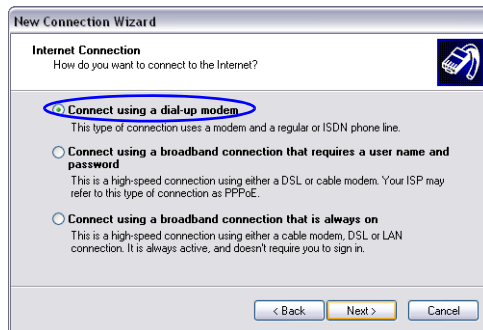 New Connection Wizard
Internet Connection
How do you want to connect to the Internet?
Connect using a dial-up modem
This type of connection uses a modem and a regular or ISDN phone line.
Connect using a broadband connection that requires a user name and
password
This is a high-speed connection using either a DSL or cable modem. Your ISP may
refer to this type of connection as PPPoE.
Connect using a broadband connection that is always on
This is a high-speed connection using either a cable modem, DSL or LAN
connection. It is always active, and doesn't require you to sign in.
< Back Next > Cancel